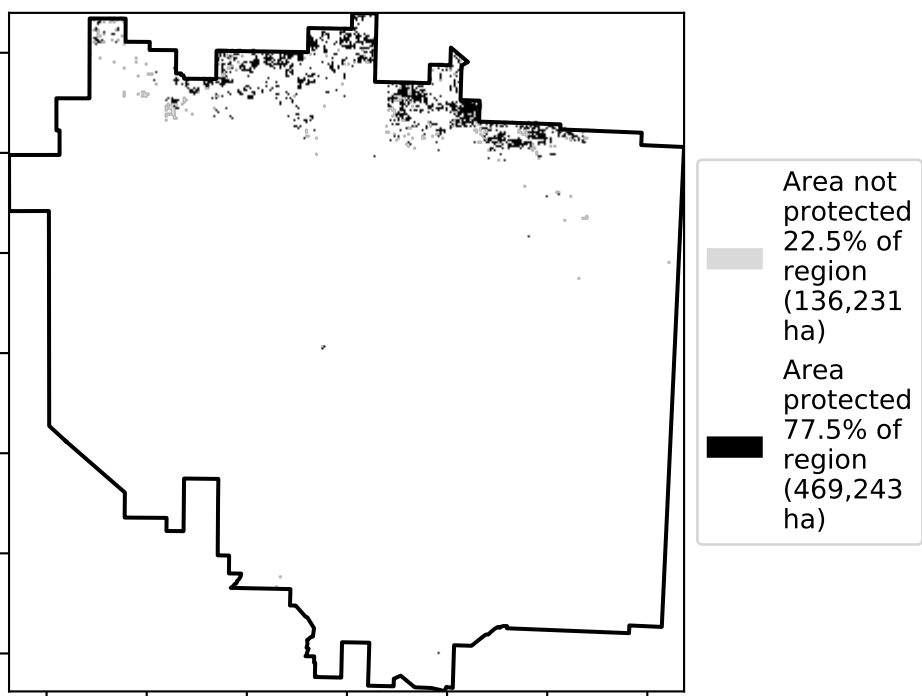 Area not
protected
22.5% of
region
(136,231
ha)
Area
protected
77.5% of
region
(469,243
ha)